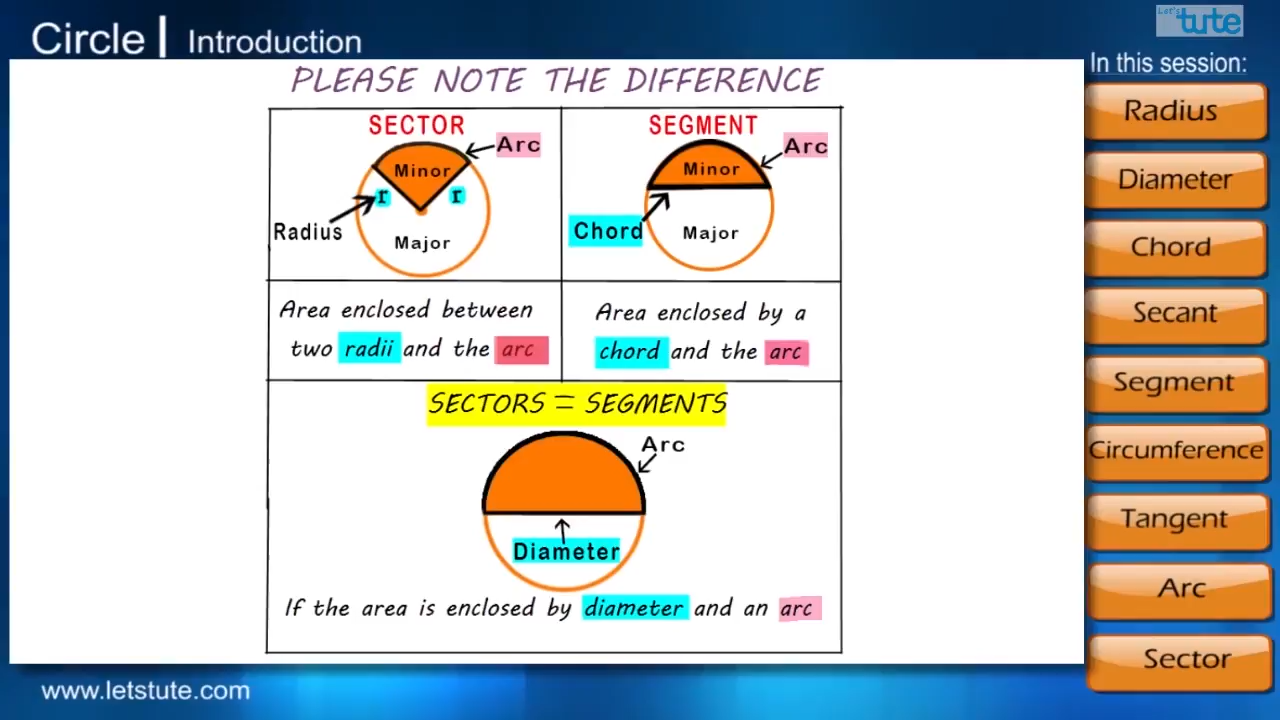 Circle | Introduction
Let's
tute
In this session:
PLEASE NOTE THE DIFFERENCE
SECTOR
Arc
Minor
r r
Radius
Major
SEGMENT
Arc
Minor
Chord
Major
Area enclosed between
two radii and the arc
Area enclosed by a
chord and the arc
SECTORS = SEGMENTS
Arc
Diameter
If the area is enclosed by diameter and an arc
Radius
Diameter
Chord
Secant
Segment
Circumference
Tangent
Arc
Sector
www.letstute.com